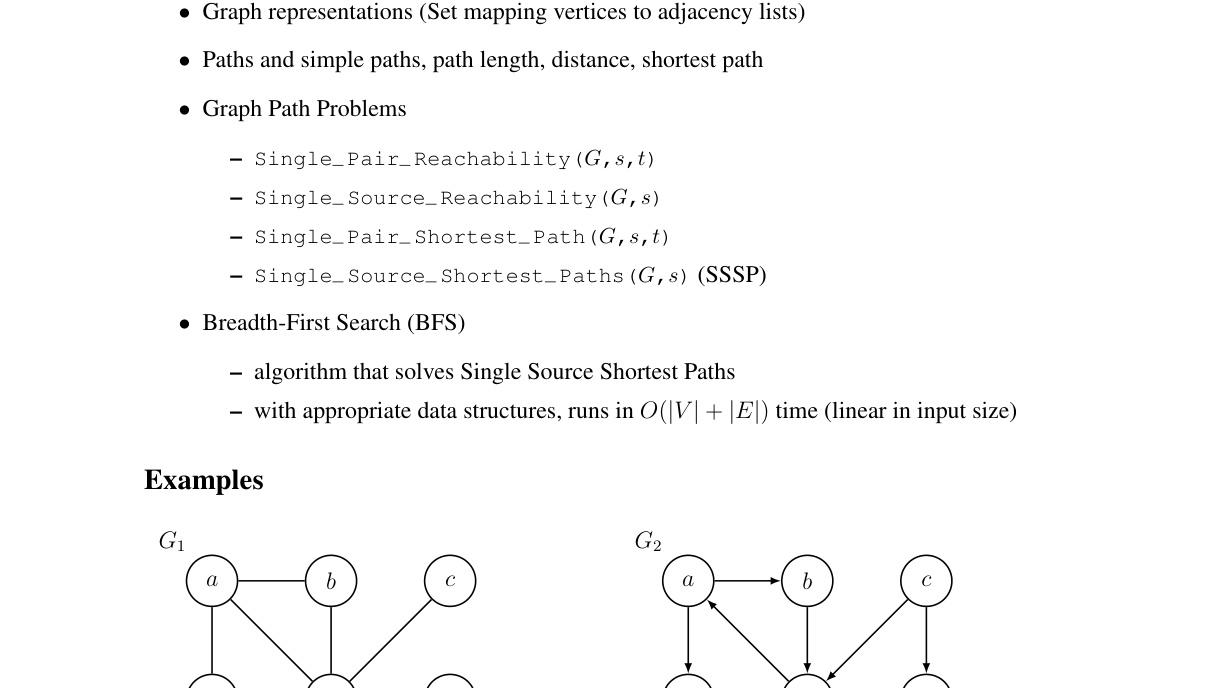 • Graph representations (Set mapping vertices to adjacency lists)
• Paths and simple paths, path length, distance, shortest path
• Graph Path Problems
– Single_Pair_Reachability(G,s,t)
– Single_Source_Reachability(G,s)
– Single_Pair_Shortest_Path(G,s,t)
– Single_Source_Shortest_Paths(G,s) (SSSP)
• Breadth-First Search (BFS)
– algorithm that solves Single Source Shortest Paths
– with appropriate data structures, runs in O(|V| + |E|) time (linear in input size)
Examples
G₁ G₂
a b c a b c